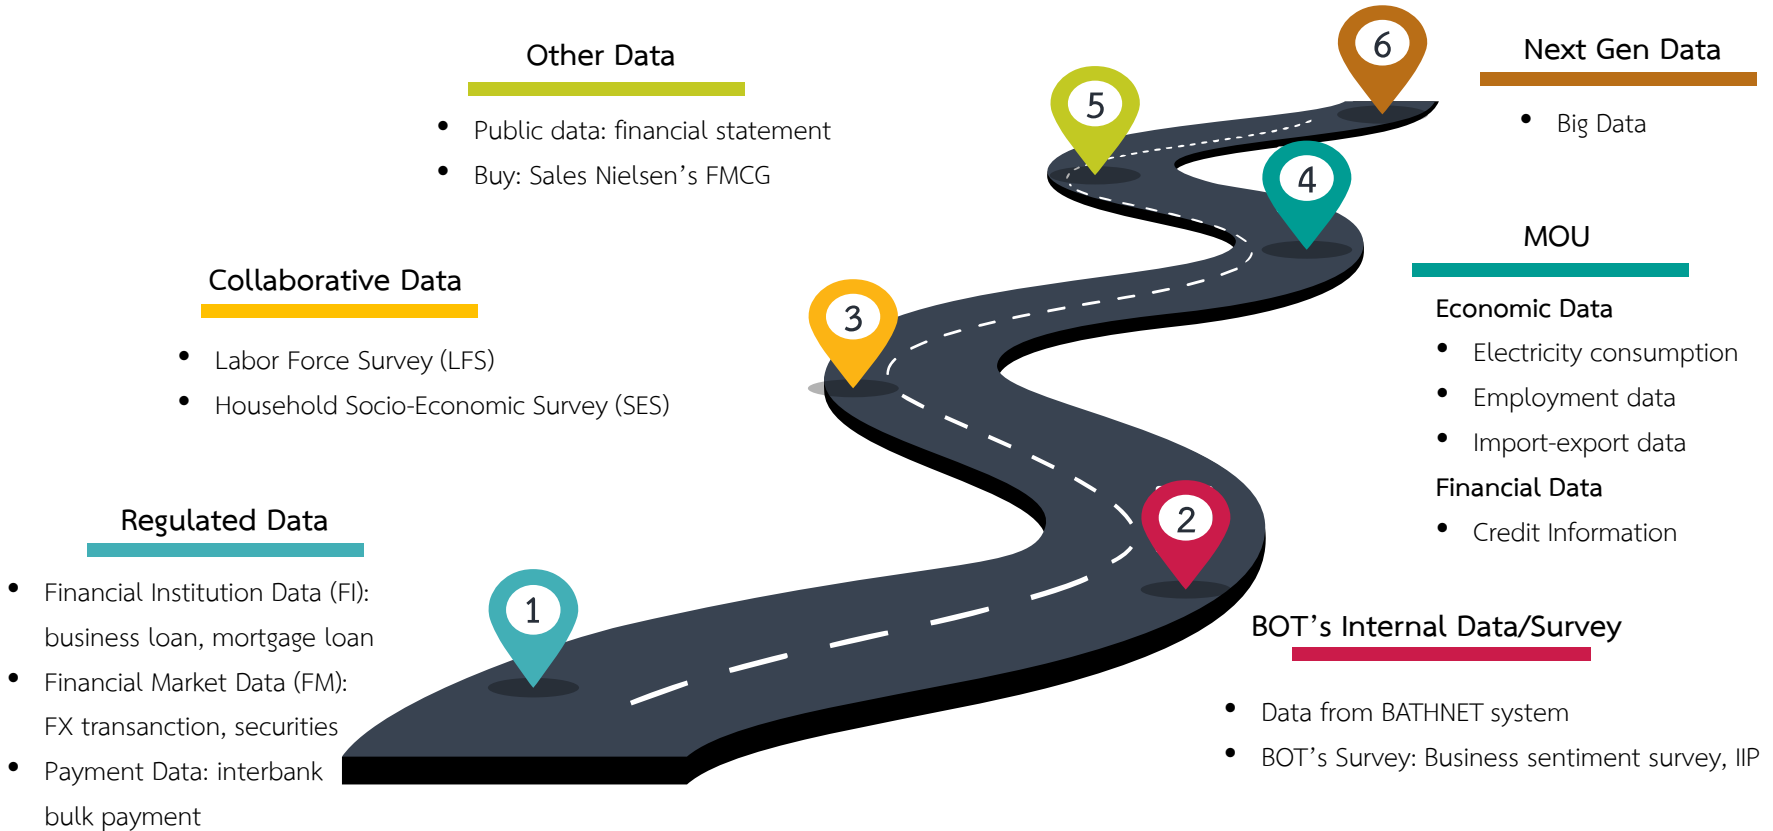 Other Data
• Public data: financial statement
• Buy: Sales Nielsen’s FMCG
Collaborative Data
• Labor Force Survey (LFS)
• Household Socio-Economic Survey (SES)
Regulated Data
• Financial Institution Data (FI):
business loan, mortgage loan
• Financial Market Data (FM):
FX transanction, securities
• Payment Data: interbank
bulk payment
1
2
3
4
5
6
Next Gen Data
• Big Data
MOU
Economic Data
• Electricity consumption
• Employment data
• Import-export data
Financial Data
• Credit Information
BOT’s Internal Data/Survey
• Data from BATHNET system
• BOT’s Survey: Business sentiment survey, IIP